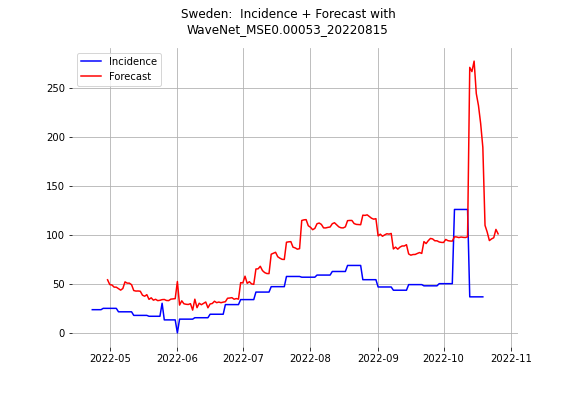 Sweden:  Incidence + Forecast with
WaveNet_MSE0.00053_20220815
Incidence
Forecast
250
200
150
100
50
0
2022-05 2022-06 2022-07 2022-08 2022-09 2022-10 2022-11